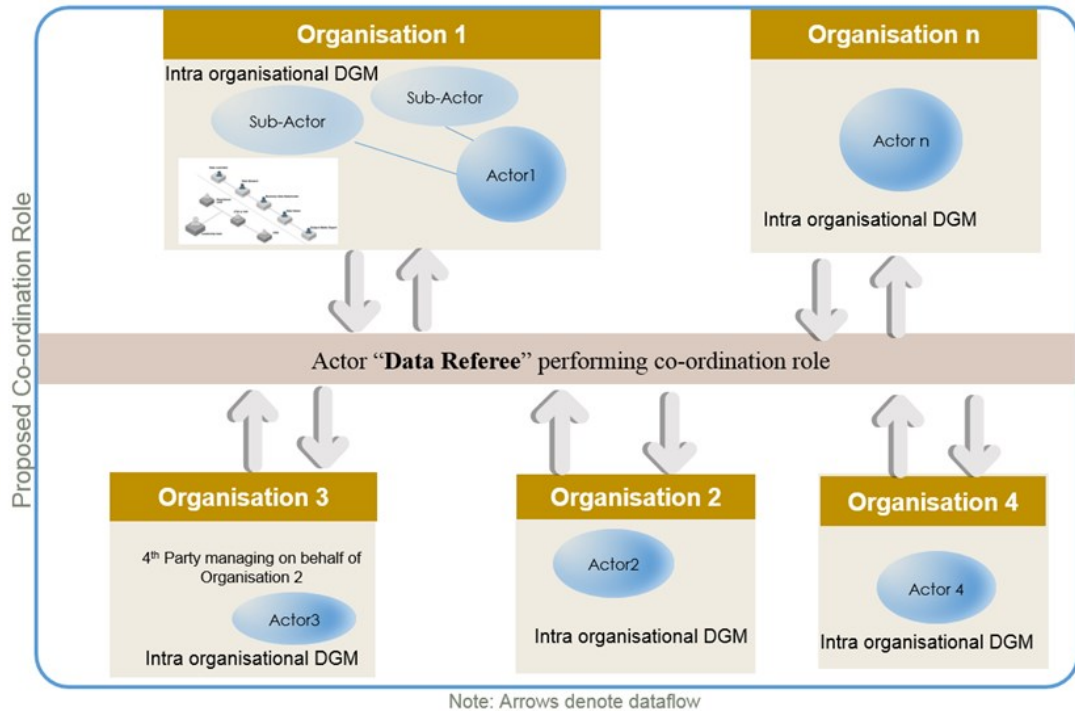 Proposed Co-ordination Role
Organisation 1
Intra organisational DGM
Sub-Actor
Sub-Actor
Actor1
Organisation n
Actor n
Intra organisational DGM
Actor “Data Referee” performing co-ordination role
Organisation 3
4th Party managing on behalf of
Organisation 2
Actor3
Intra organisational DGM
Organisation 2
Actor2
Intra organisational DGM
Organisation 4
Actor 4
Intra organisational DGM
Note: Arrows denote dataflow